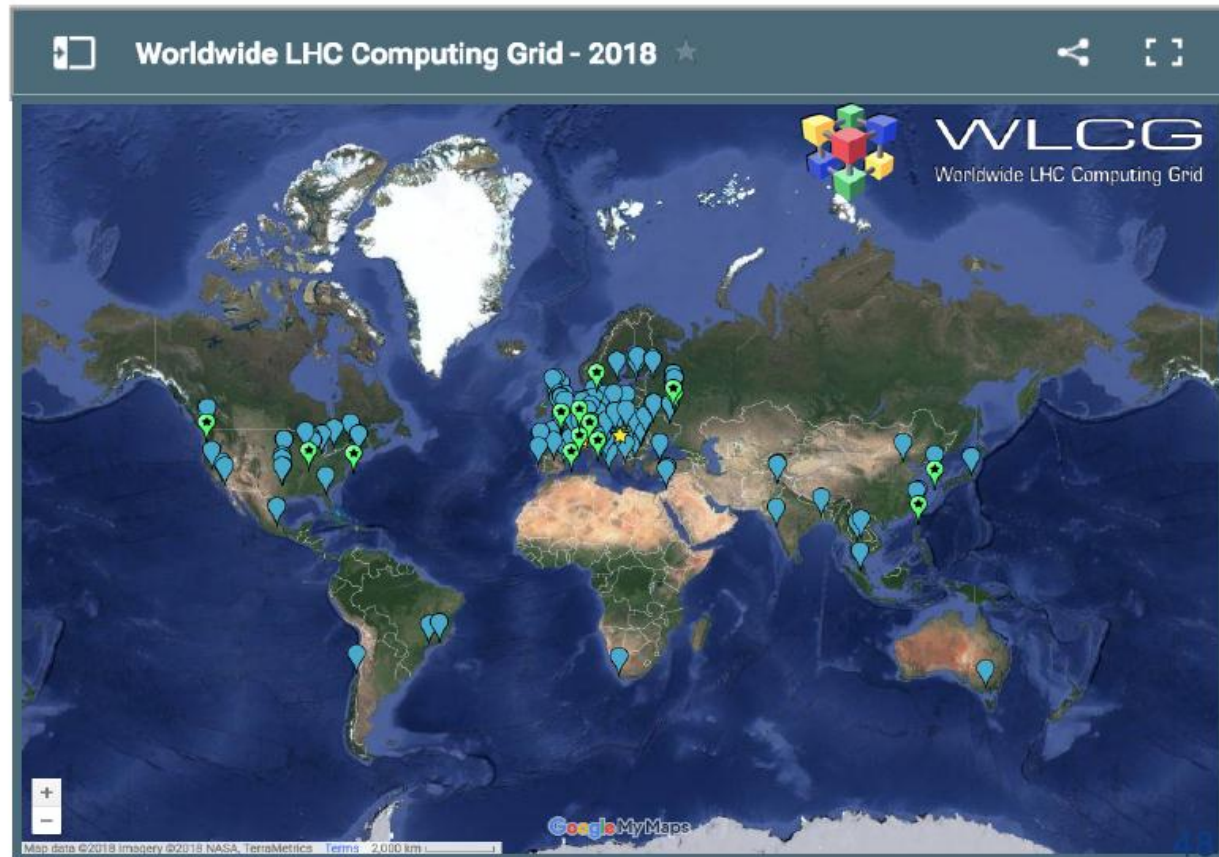 Worldwide LHC Computing Grid - 2018
WLCG
Worldwide LHC Computing Grid
+
−
Google My Maps
Map data ©2018 Imagery ©2018 NASA, TerraMetrics Terms 2,000 km
48